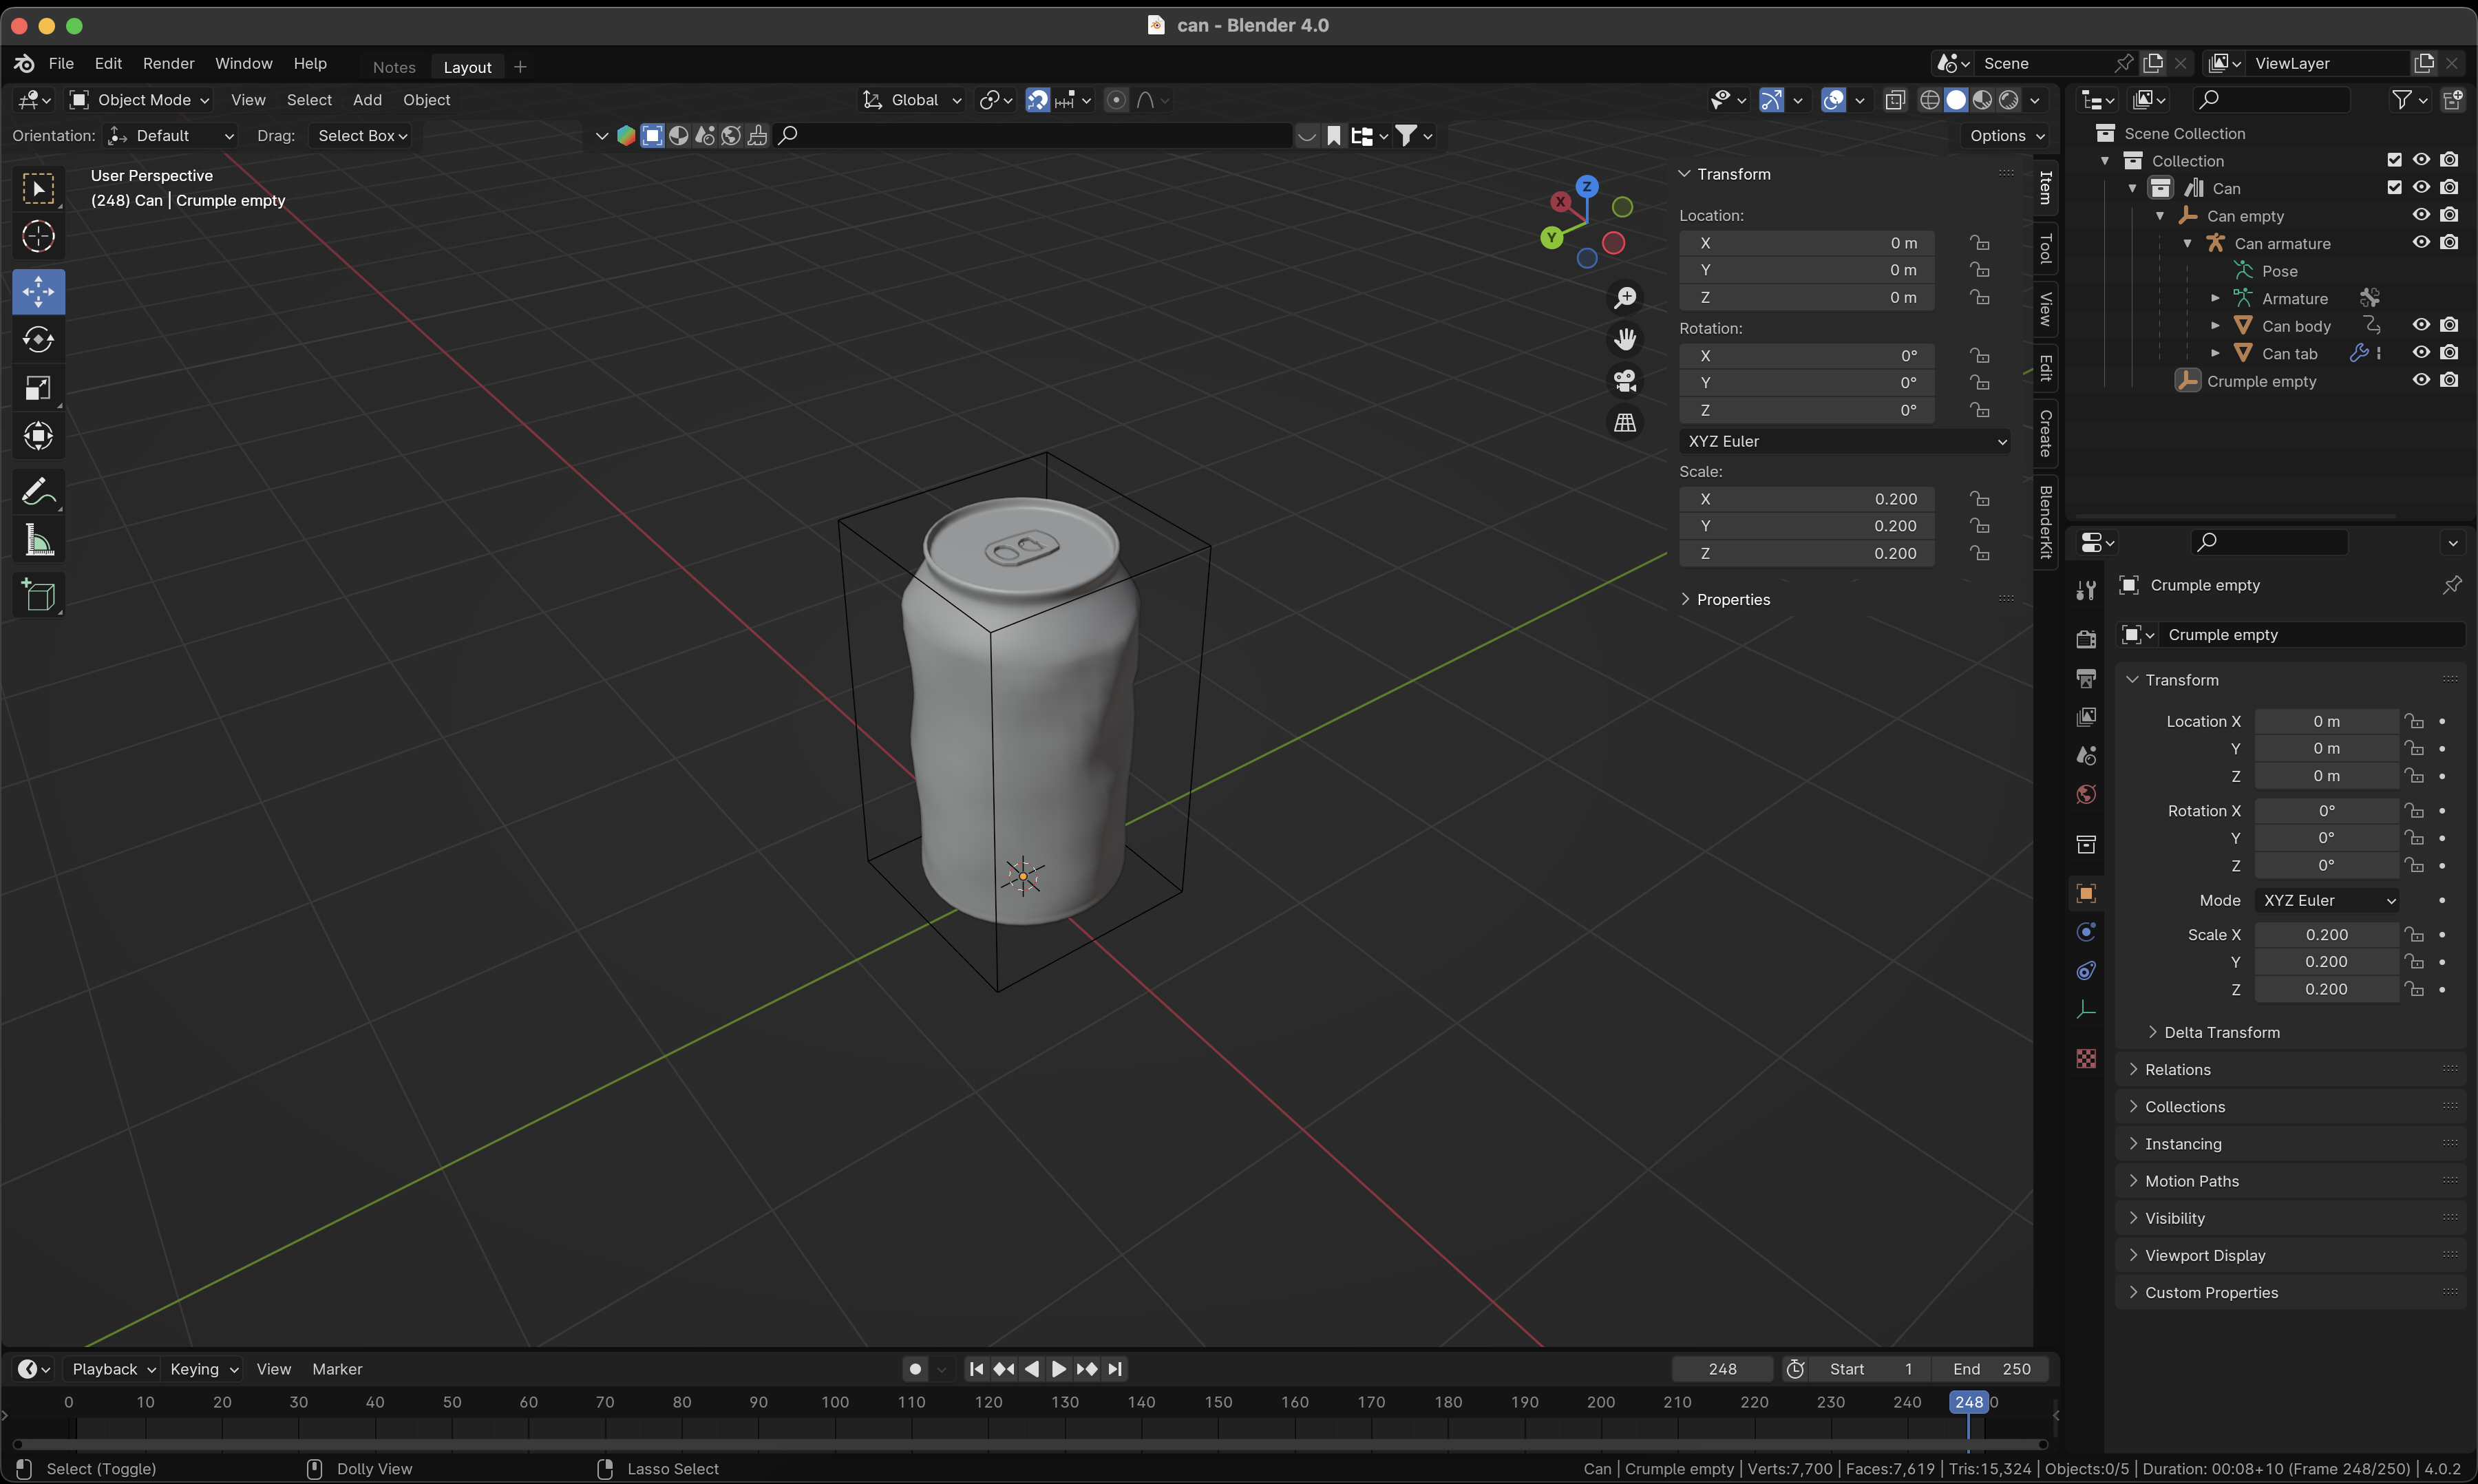 can - Blender 4.0
File Edit Render Window Help Notes Layout + Scene ViewLayer
Object Mode View Select Add Object Global
Orientation: Default Drag: Select Box Options
User Perspective
(248) Can | Crumple empty
X
Y
Z
Transform
Location:
X 0 m
Y 0 m
Z 0 m
Rotation:
X 0°
Y 0°
Z 0°
XYZ Euler
Scale:
X 0.200
Y 0.200
Z 0.200
Properties
Item
Tool
View
Edit
Create
BlenderKit
Scene Collection
Collection
Can
Can empty
Can armature
Pose
Armature
Can body
Can tab
Crumple empty
Crumple empty
Crumple empty
Transform
Location X 0 m
Y 0 m
Z 0 m
Rotation X 0°
Y 0°
Z 0°
Mode XYZ Euler
Scale X 0.200
Y 0.200
Z 0.200
Delta Transform
Relations
Collections
Instancing
Motion Paths
Visibility
Viewport Display
Custom Properties
Playback Keying View Marker 248 Start 1 End 250
0 10 20 30 40 50 60 70 80 90 100 110 120 130 140 150 160 170 180 190 200 210 220 230 240 248 0
Select (Toggle) Dolly View Lasso Select Can | Crumple empty | Verts:7,700 | Faces:7,619 | Tris:15,324 | Objects:0/5 | Duration: 00:08+10 (Frame 248/250) | 4.0.2